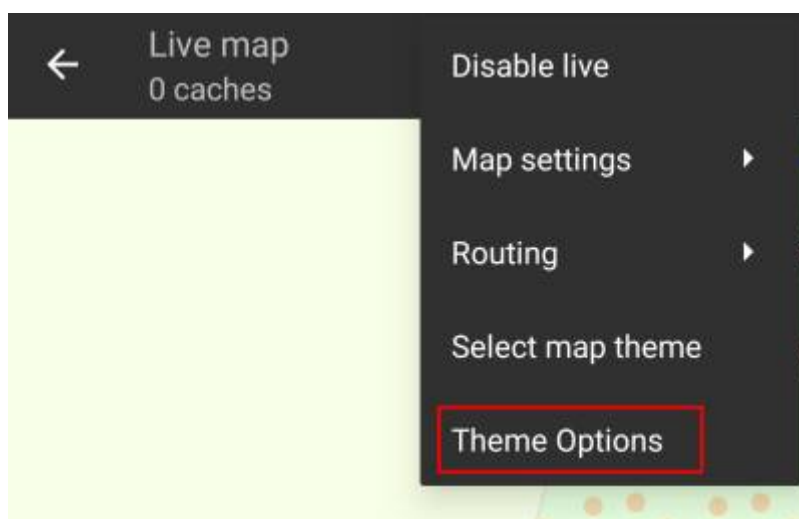 Live map
0 caches
Disable live
Map settings
Routing
Select map theme
Theme Options